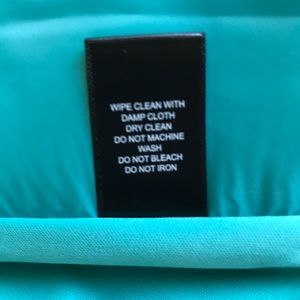 WIPE CLEAN WITH
DAMP CLOTH
DRY CLEAN
DO NOT MACHINE
WASH
DO NOT BLEACH
DO NOT IRON